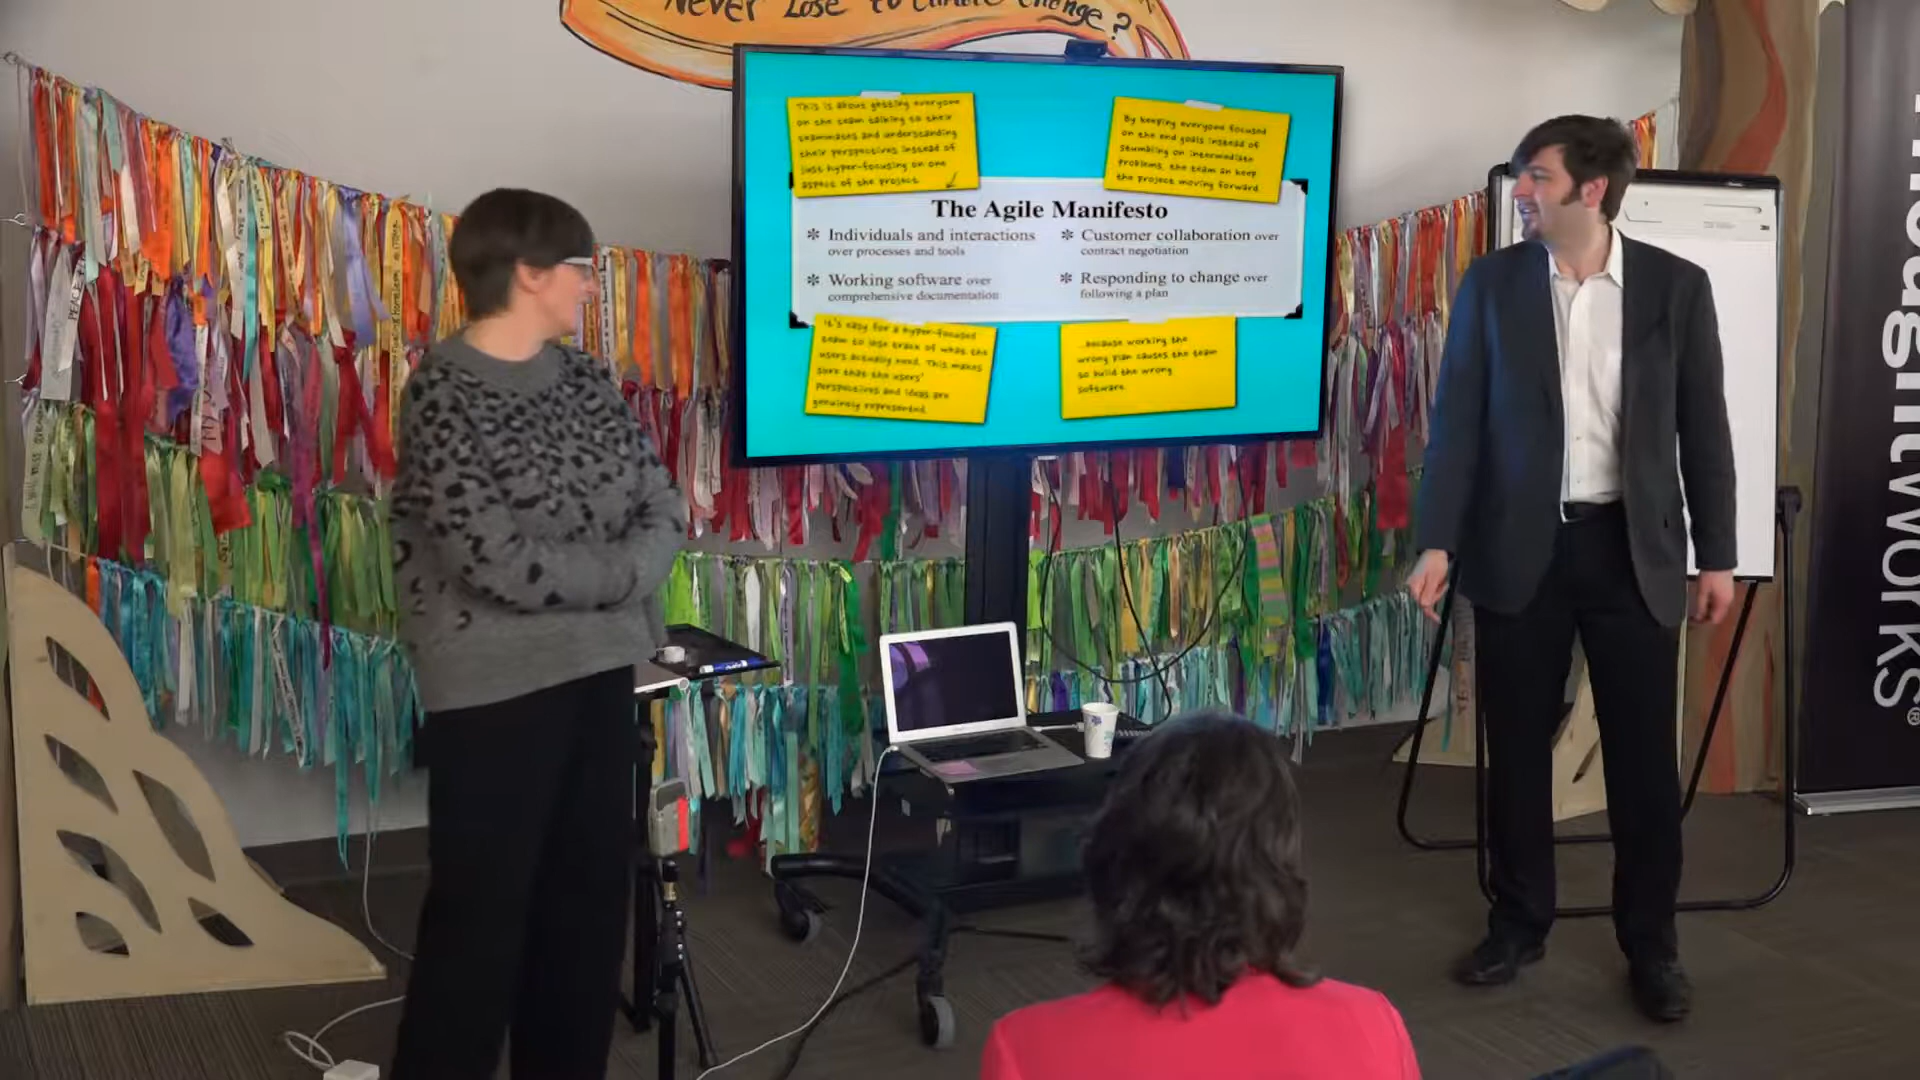 Never Lose to Climate Change?
This is about getting everyone
on the team talking to their
teammates and understanding
their perspectives instead of
just hyper-focusing on one
aspect of the project
By keeping everyone focused
on the end goals instead of
stumbling on intermediate
problems, the team an keep
the project moving forward.
The Agile Manifesto
* Individuals and interactions
over processes and tools
* Working software over
comprehensive documentation
* Customer collaboration over
contract negotiation
* Responding to change over
following a plan
It's easy for a hyper-focused
team to lose track of what the
users actually need. This makes
sure that the users'
perspectives and ideas are
genuinely represented.
...because working the
wrong plan causes the team
to build the wrong
software.
PEACE
works®